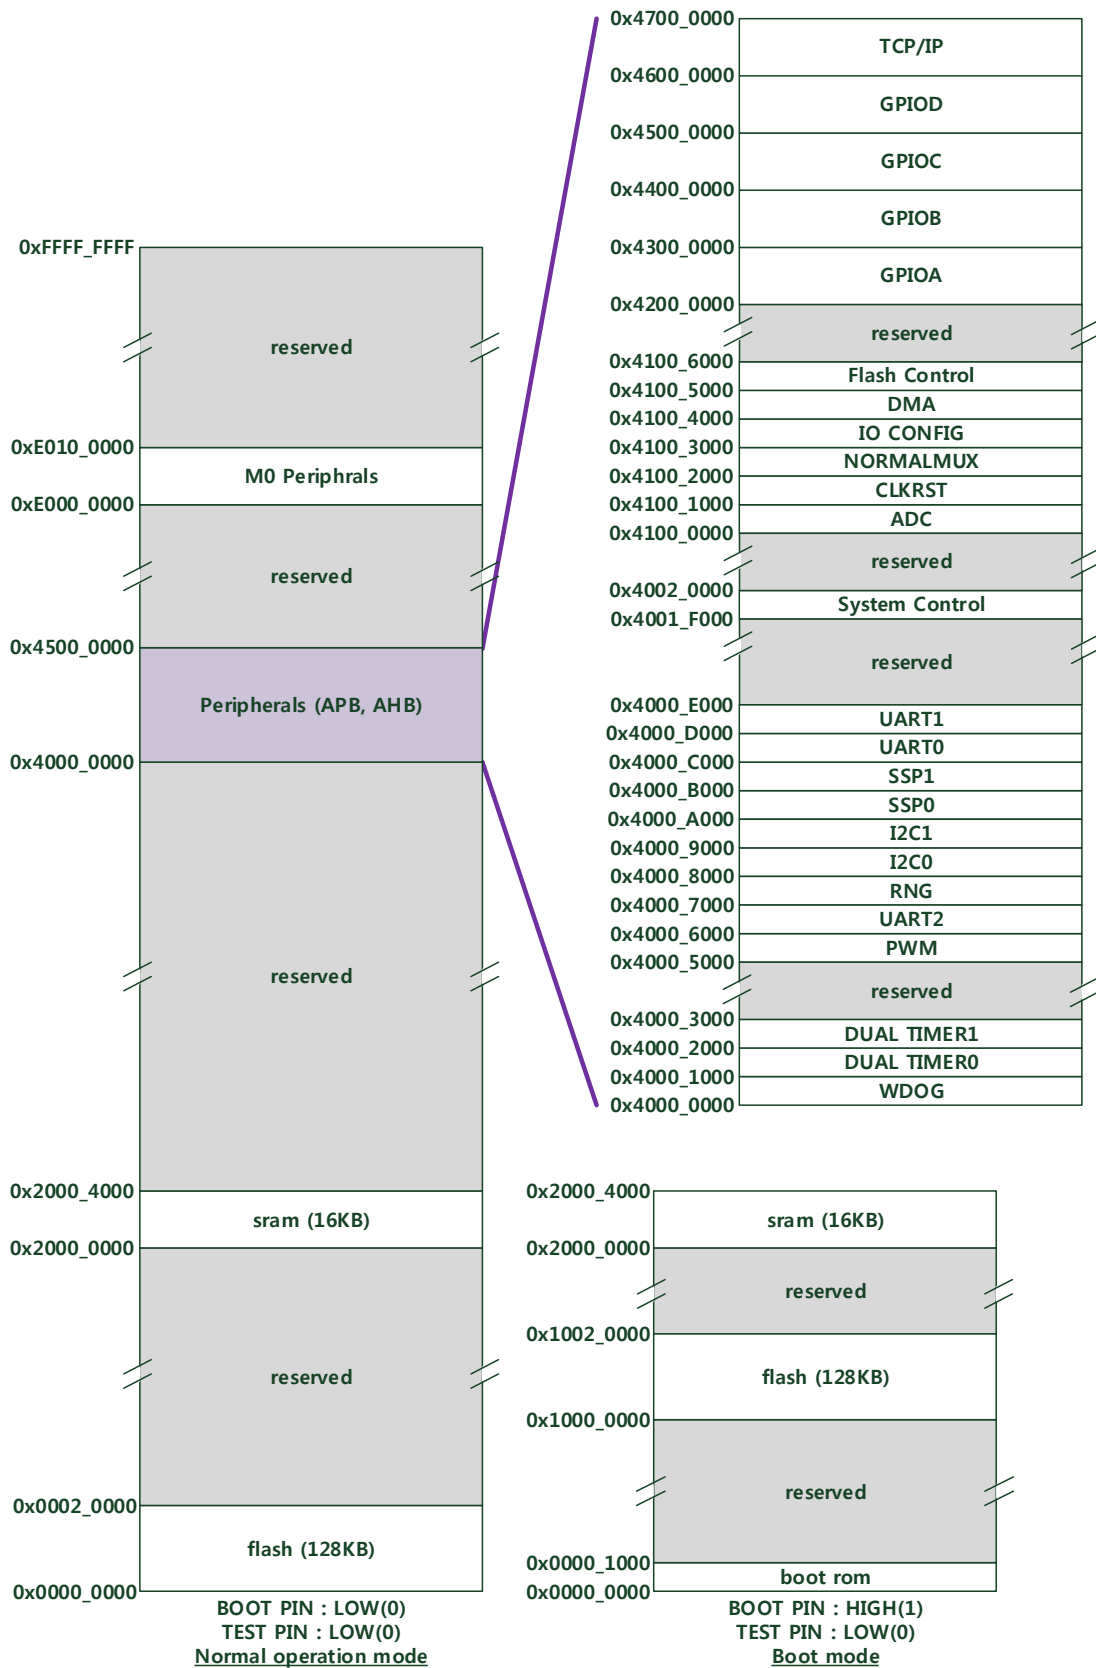 0x4700_0000
TCP/IP
0x4600_0000
GPIOD
0x4500_0000
GPIOC
0x4400_0000
GPIOB
0x4300_0000
GPIOA
0x4200_0000
reserved
0x4100_6000
Flash Control
0x4100_5000
DMA
0x4100_4000
IO CONFIG
0x4100_3000
NORMALMUX
0x4100_2000
CLKRST
0x4100_1000
ADC
0x4100_0000
reserved
0x4002_0000
System Control
0x4001_F000
reserved
0x4000_E000
UART1
0x4000_D000
UART0
0x4000_C000
SSP1
0x4000_B000
SSP0
0x4000_A000
I2C1
0x4000_9000
I2C0
0x4000_8000
RNG
0x4000_7000
UART2
0x4000_6000
PWM
0x4000_5000
reserved
0x4000_3000
DUAL TIMER1
0x4000_2000
DUAL TIMER0
0x4000_1000
WDOG
0x4000_0000
0xFFFF_FFFF
reserved
0xE010_0000
M0 Periphrals
0xE000_0000
reserved
0x4500_0000
Peripherals (APB, AHB)
0x4000_0000
reserved
0x2000_4000
sram (16KB)
0x2000_0000
reserved
0x0002_0000
flash (128KB)
0x0000_0000
BOOT PIN : LOW(0)
TEST PIN : LOW(0)
Normal operation mode
0x2000_4000
sram (16KB)
0x2000_0000
reserved
0x1002_0000
flash (128KB)
0x1000_0000
reserved
0x0000_1000
boot rom
0x0000_0000
BOOT PIN : HIGH(1)
TEST PIN : LOW(0)
Boot mode